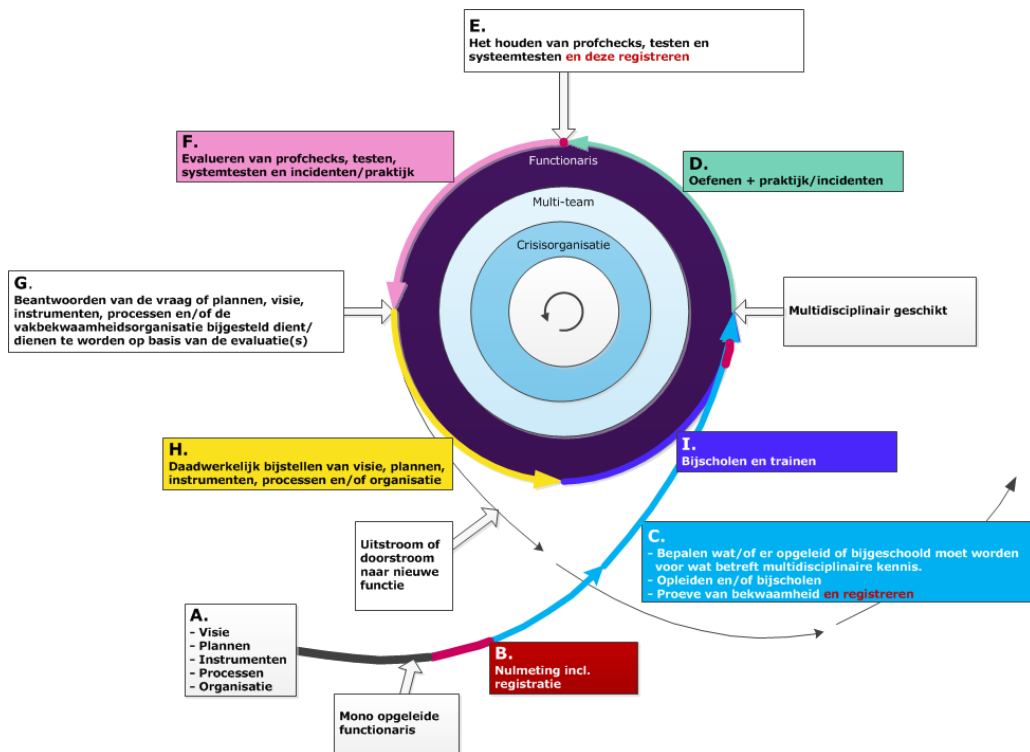 E.
Het houden van profchecks, testen en
systeemtesten en deze registreren
F.
Evalueren van profchecks, testen,
systemtesten en incidenten/praktijk
Functionaris
D.
Oefenen + praktijk/incidenten
Multi-team
Crisisorganisatie
G.
Beantwoorden van de vraag of plannen, visie,
instrumenten, processen en/of de
vakbekwaamheidsorganisatie bijgesteld dient/
dienen te worden op basis van de evaluatie(s)
Multidisciplinair geschikt
H.
Daadwerkelijk bijstellen van visie, plannen,
instrumenten, processen en/of organisatie
I.
Bijscholen en trainen
Uitstroom of
doorstroom
naar nieuwe
functie
C.
- Bepalen wat/of er opgeleid of bijgeschoold moet worden
voor wat betreft multidisciplinaire kennis.
- Opleiden en/of bijscholen
- Proeve van bekwaamheid en registreren
A.
- Visie
- Plannen
- Instrumenten
- Processen
- Organisatie
B.
Nulmeting incl.
registratie
Mono opgeleide
functionaris